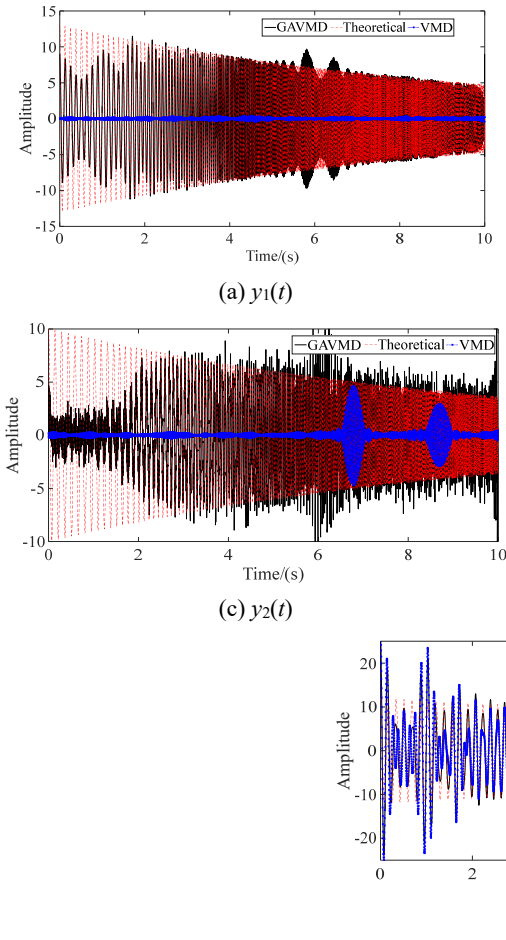 15
10
5
0
-5
-10
-15
Amplitude
GAVMD Theoretical VMD
0 2 4 6 8 10
Time/(s)
(a) y1(t)
10
5
0
-5
-10
Amplitude
GAVMD Theoretical VMD
0 2 4 6 8 10
Time/(s)
(c) y2(t)
20
10
0
-10
-20
Amplitude
0 2